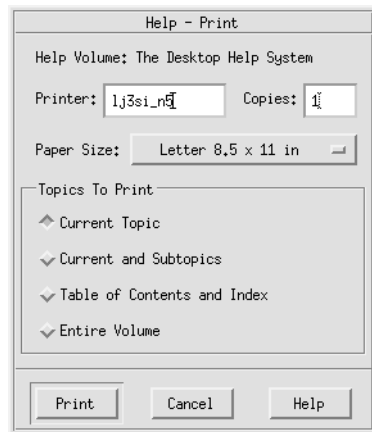 Help - Print
Help Volume: The Desktop Help System
Printer: lj3si_n5 Copies: 1
Paper Size: Letter 8.5 x 11 in
Topics To Print
Current Topic
Current and Subtopics
Table of Contents and Index
Entire Volume
Print Cancel Help